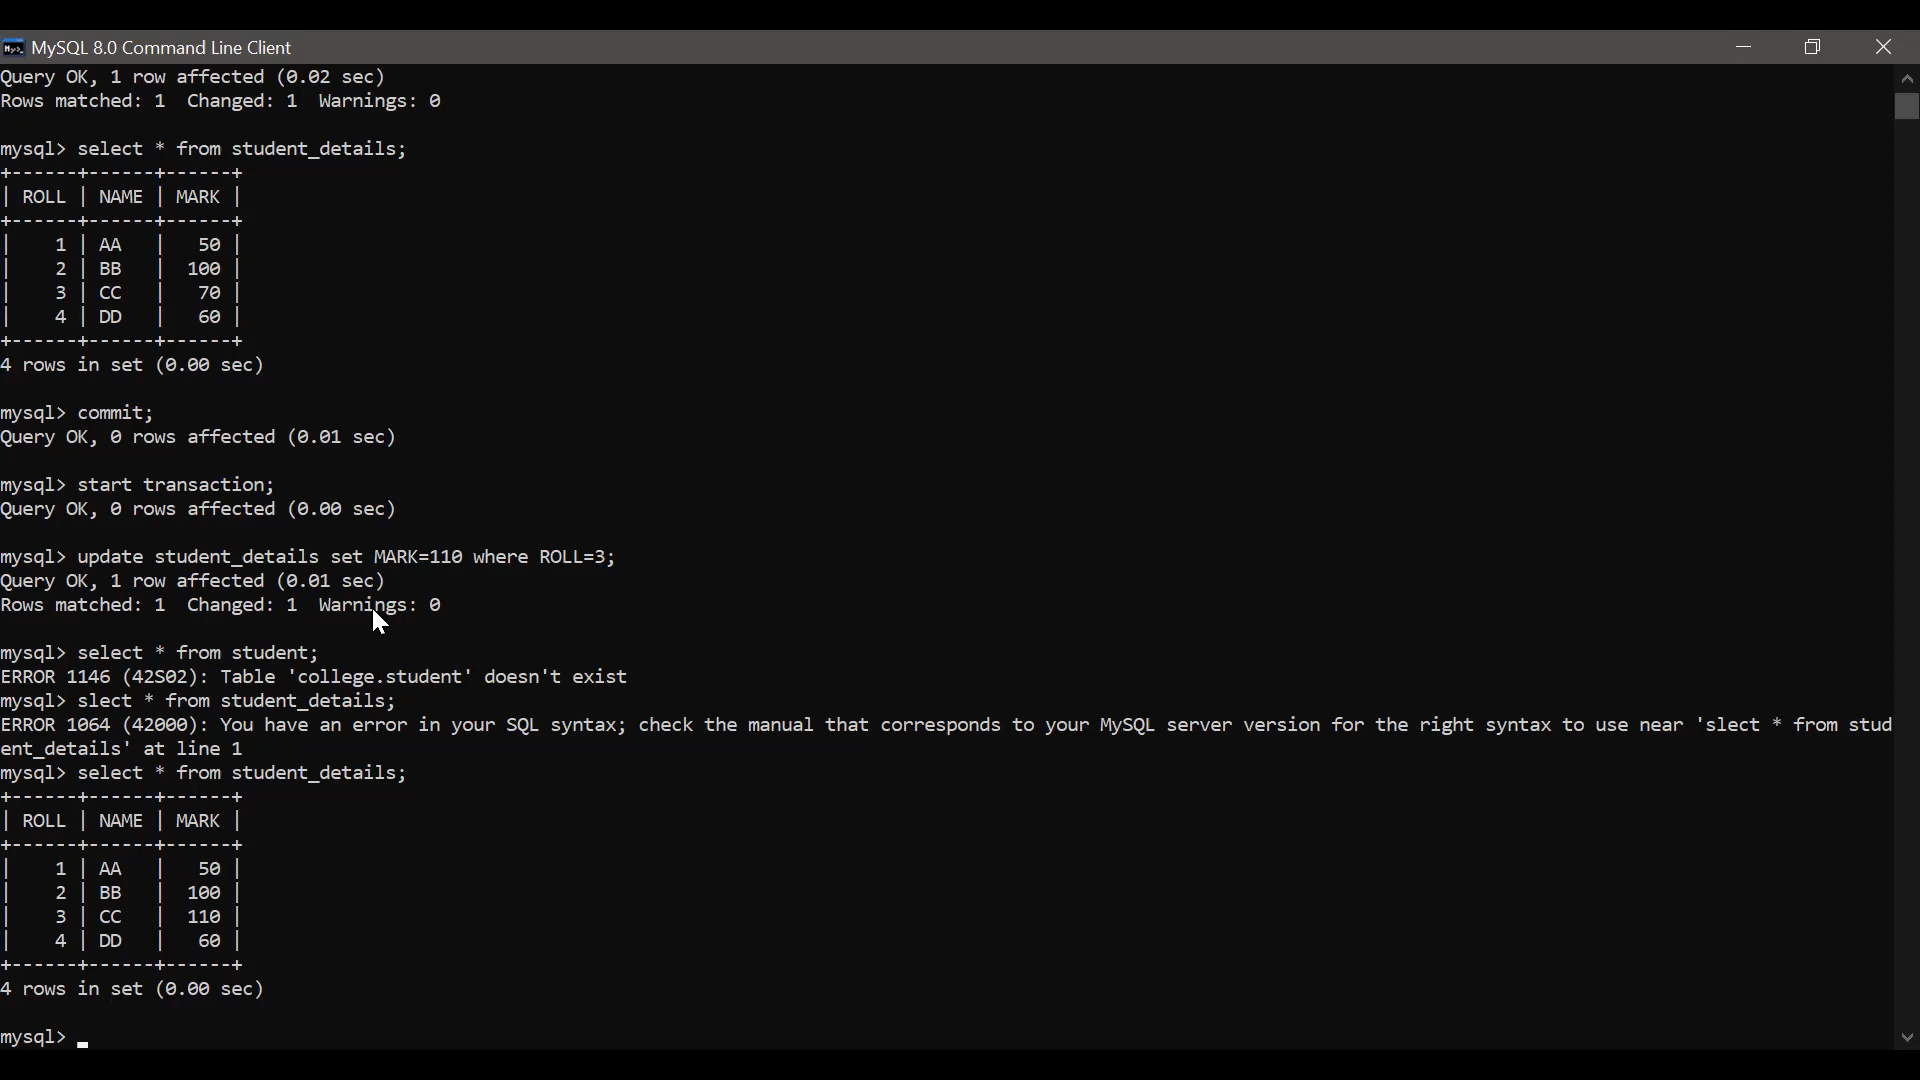 MySQL 8.0 Command Line Client
Query OK, 1 row affected (0.02 sec)
Rows matched: 1  Changed: 1  Warnings: 0
mysql> select * from student_details;
+------+------+------+
| ROLL | NAME | MARK |
+------+------+------+
|    1 | AA   |   50 |
|    2 | BB   |  100 |
|    3 | CC   |   70 |
|    4 | DD   |   60 |
+------+------+------+
4 rows in set (0.00 sec)
mysql> commit;
Query OK, 0 rows affected (0.01 sec)
mysql> start transaction;
Query OK, 0 rows affected (0.00 sec)
mysql> update student_details set MARK=110 where ROLL=3;
Query OK, 1 row affected (0.01 sec)
Rows matched: 1  Changed: 1  Warnings: 0
mysql> select * from student;
ERROR 1146 (42S02): Table 'college.student' doesn't exist
mysql> slect * from student_details;
ERROR 1064 (42000): You have an error in your SQL syntax; check the manual that corresponds to your MySQL server version for the right syntax to use near 'slect * from stud
ent_details' at line 1
mysql> select * from student_details;
+------+------+------+
| ROLL | NAME | MARK |
+------+------+------+
|    1 | AA   |   50 |
|    2 | BB   |  100 |
|    3 | CC   |  110 |
|    4 | DD   |   60 |
+------+------+------+
4 rows in set (0.00 sec)
mysql>